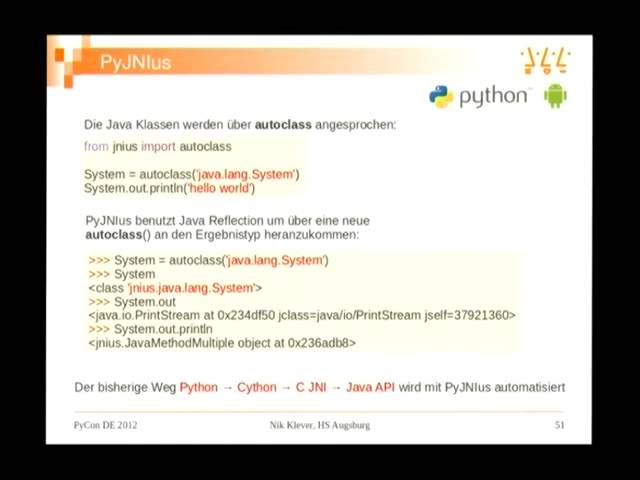 PyJNIus
python
Die Java Klassen werden über autoclass angesprochen:
from jnius import autoclass
System = autoclass('java.lang.System')
System.out.println('hello world')
PyJNIus benutzt Java Reflection um über eine neue
autoclass() an den Ergebnistyp heranzukommen:
>>> System = autoclass('java.lang.System')
>>> System
<class 'jnius.java.lang.System'>
>>> System.out
<java.io.PrintStream at 0x234df50 jclass=java/io/PrintStream jself=37921360>
>>> System.out.println
<jnius.JavaMethodMultiple object at 0x236adb8>
Der bisherige Weg Python → Cython → C JNI → Java API wird mit PyJNIus automatisiert
PyCon DE 2012
Nik Klever, HS Augsburg
51